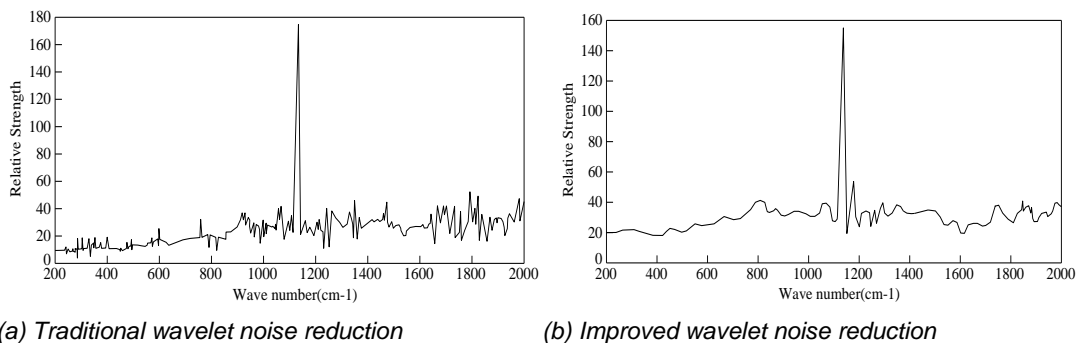 180
160
140
120
100
80
60
40
20
0
Relative Strength
200 400 600 800 1000 1200 1400 1600 1800 2000
Wave number(cm-1)
(a) Traditional wavelet noise reduction
160
140
120
100
80
60
40
20
0
Relative Strength
200 400 600 800 1000 1200 1400 1600 1800 2000
Wave number(cm-1)
(b) Improved wavelet noise reduction